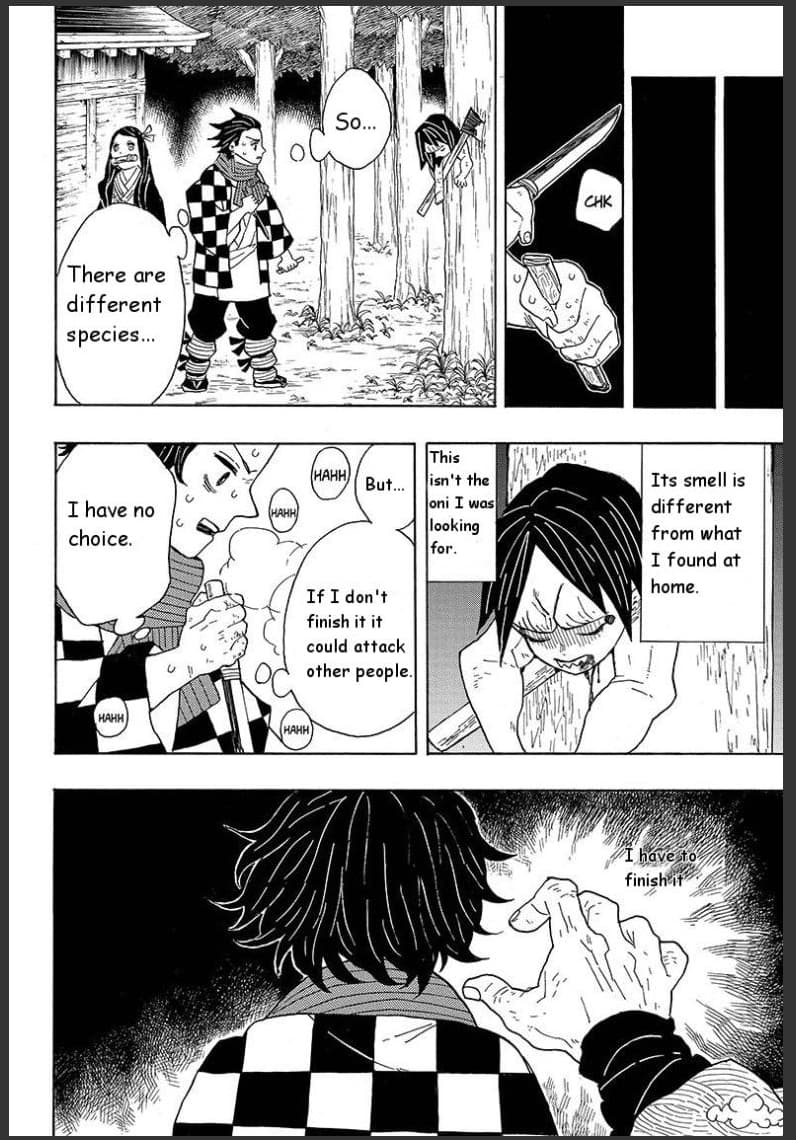 CHK
So...
There are
different
species...
Its smell is
different
from what
I found at
home.
This
isn't the
oni I was
looking
for.
But...
HAHH
HAHH
If I don't
finish it it
could attack
other people.
HAHH
I have no
choice.
HAHH
I have to
finish it